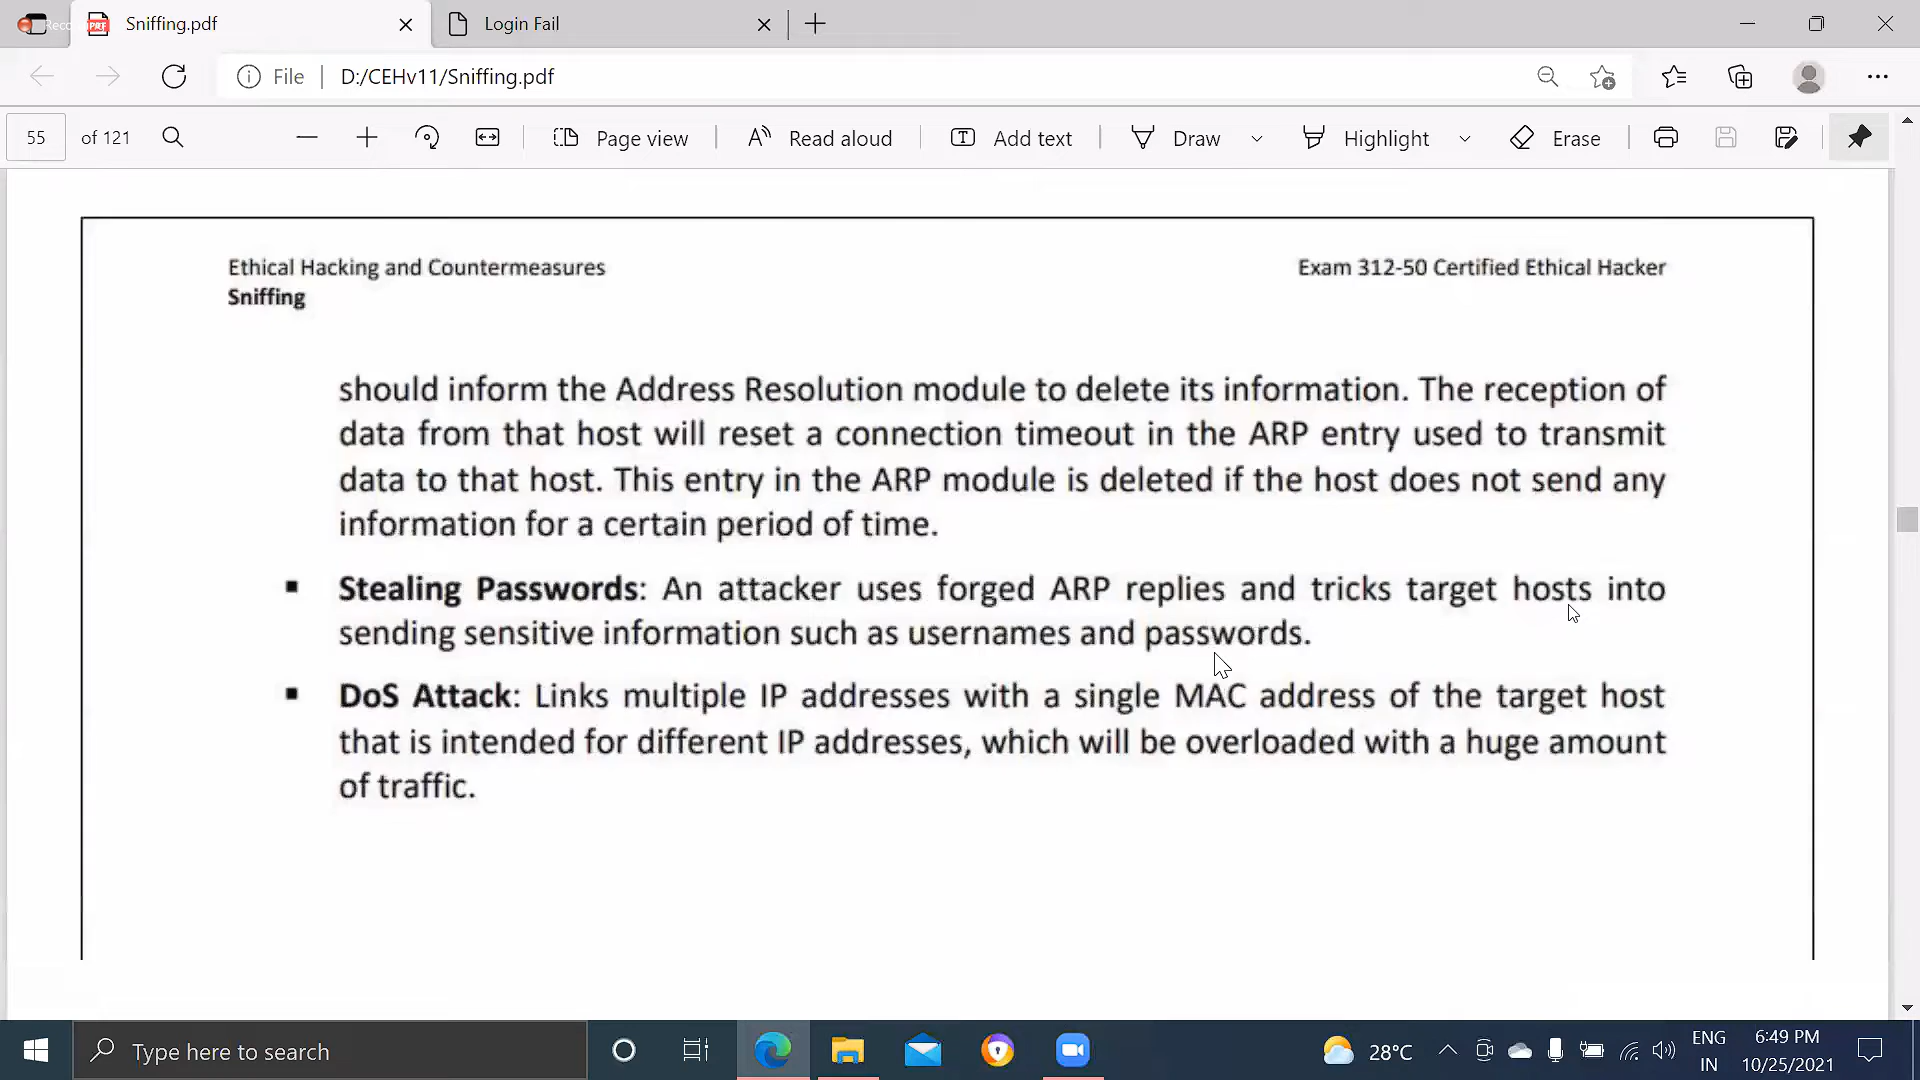 Sniffing.pdf
Login Fail
File
D:/CEHv11/Sniffing.pdf
55 of 121
Page view
Read aloud
Add text
Draw
Highlight
Erase
Ethical Hacking and Countermeasures
Exam 312-50 Certified Ethical Hacker
Sniffing
should inform the Address Resolution module to delete its information. The reception of
data from that host will reset a connection timeout in the ARP entry used to transmit
data to that host. This entry in the ARP module is deleted if the host does not send any
information for a certain period of time.
▪ Stealing Passwords: An attacker uses forged ARP replies and tricks target hosts into
sending sensitive information such as usernames and passwords.
▪ DoS Attack: Links multiple IP addresses with a single MAC address of the target host
that is intended for different IP addresses, which will be overloaded with a huge amount
of traffic.
Type here to search
28°C
ENG
IN
6:49 PM
10/25/2021